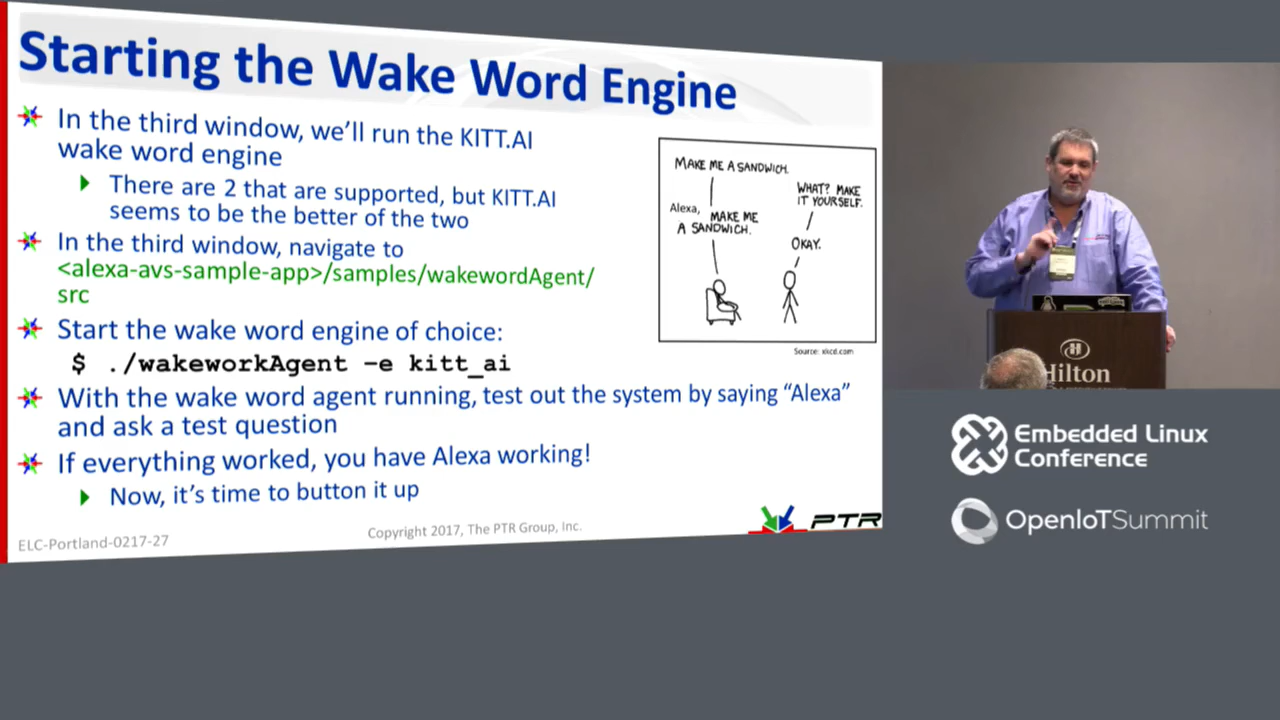 Starting the Wake Word Engine
In the third window, we'll run the KITT.AI
wake word engine
There are 2 that are supported, but KITT.AI
seems to be the better of the two
In the third window, navigate to
<alexa-avs-sample-app>/samples/wakewordAgent/
src
Start the wake word engine of choice:
$ ./wakeworkAgent –e kitt_ai
With the wake word agent running, test out the system by saying “Alexa”
and ask a test question
If everything worked, you have Alexa working!
Now, it's time to button it up
MAKE ME A SANDWICH.
WHAT? MAKE
IT YOURSELF.
Alexa, MAKE ME
A SANDWICH.
OKAY.
Source: xkcd.com
ELC-Portland-0217-27
Copyright 2017, The PTR Group, Inc.
PTR
Hilton
Embedded Linux
Conference
OpenIoTSummit